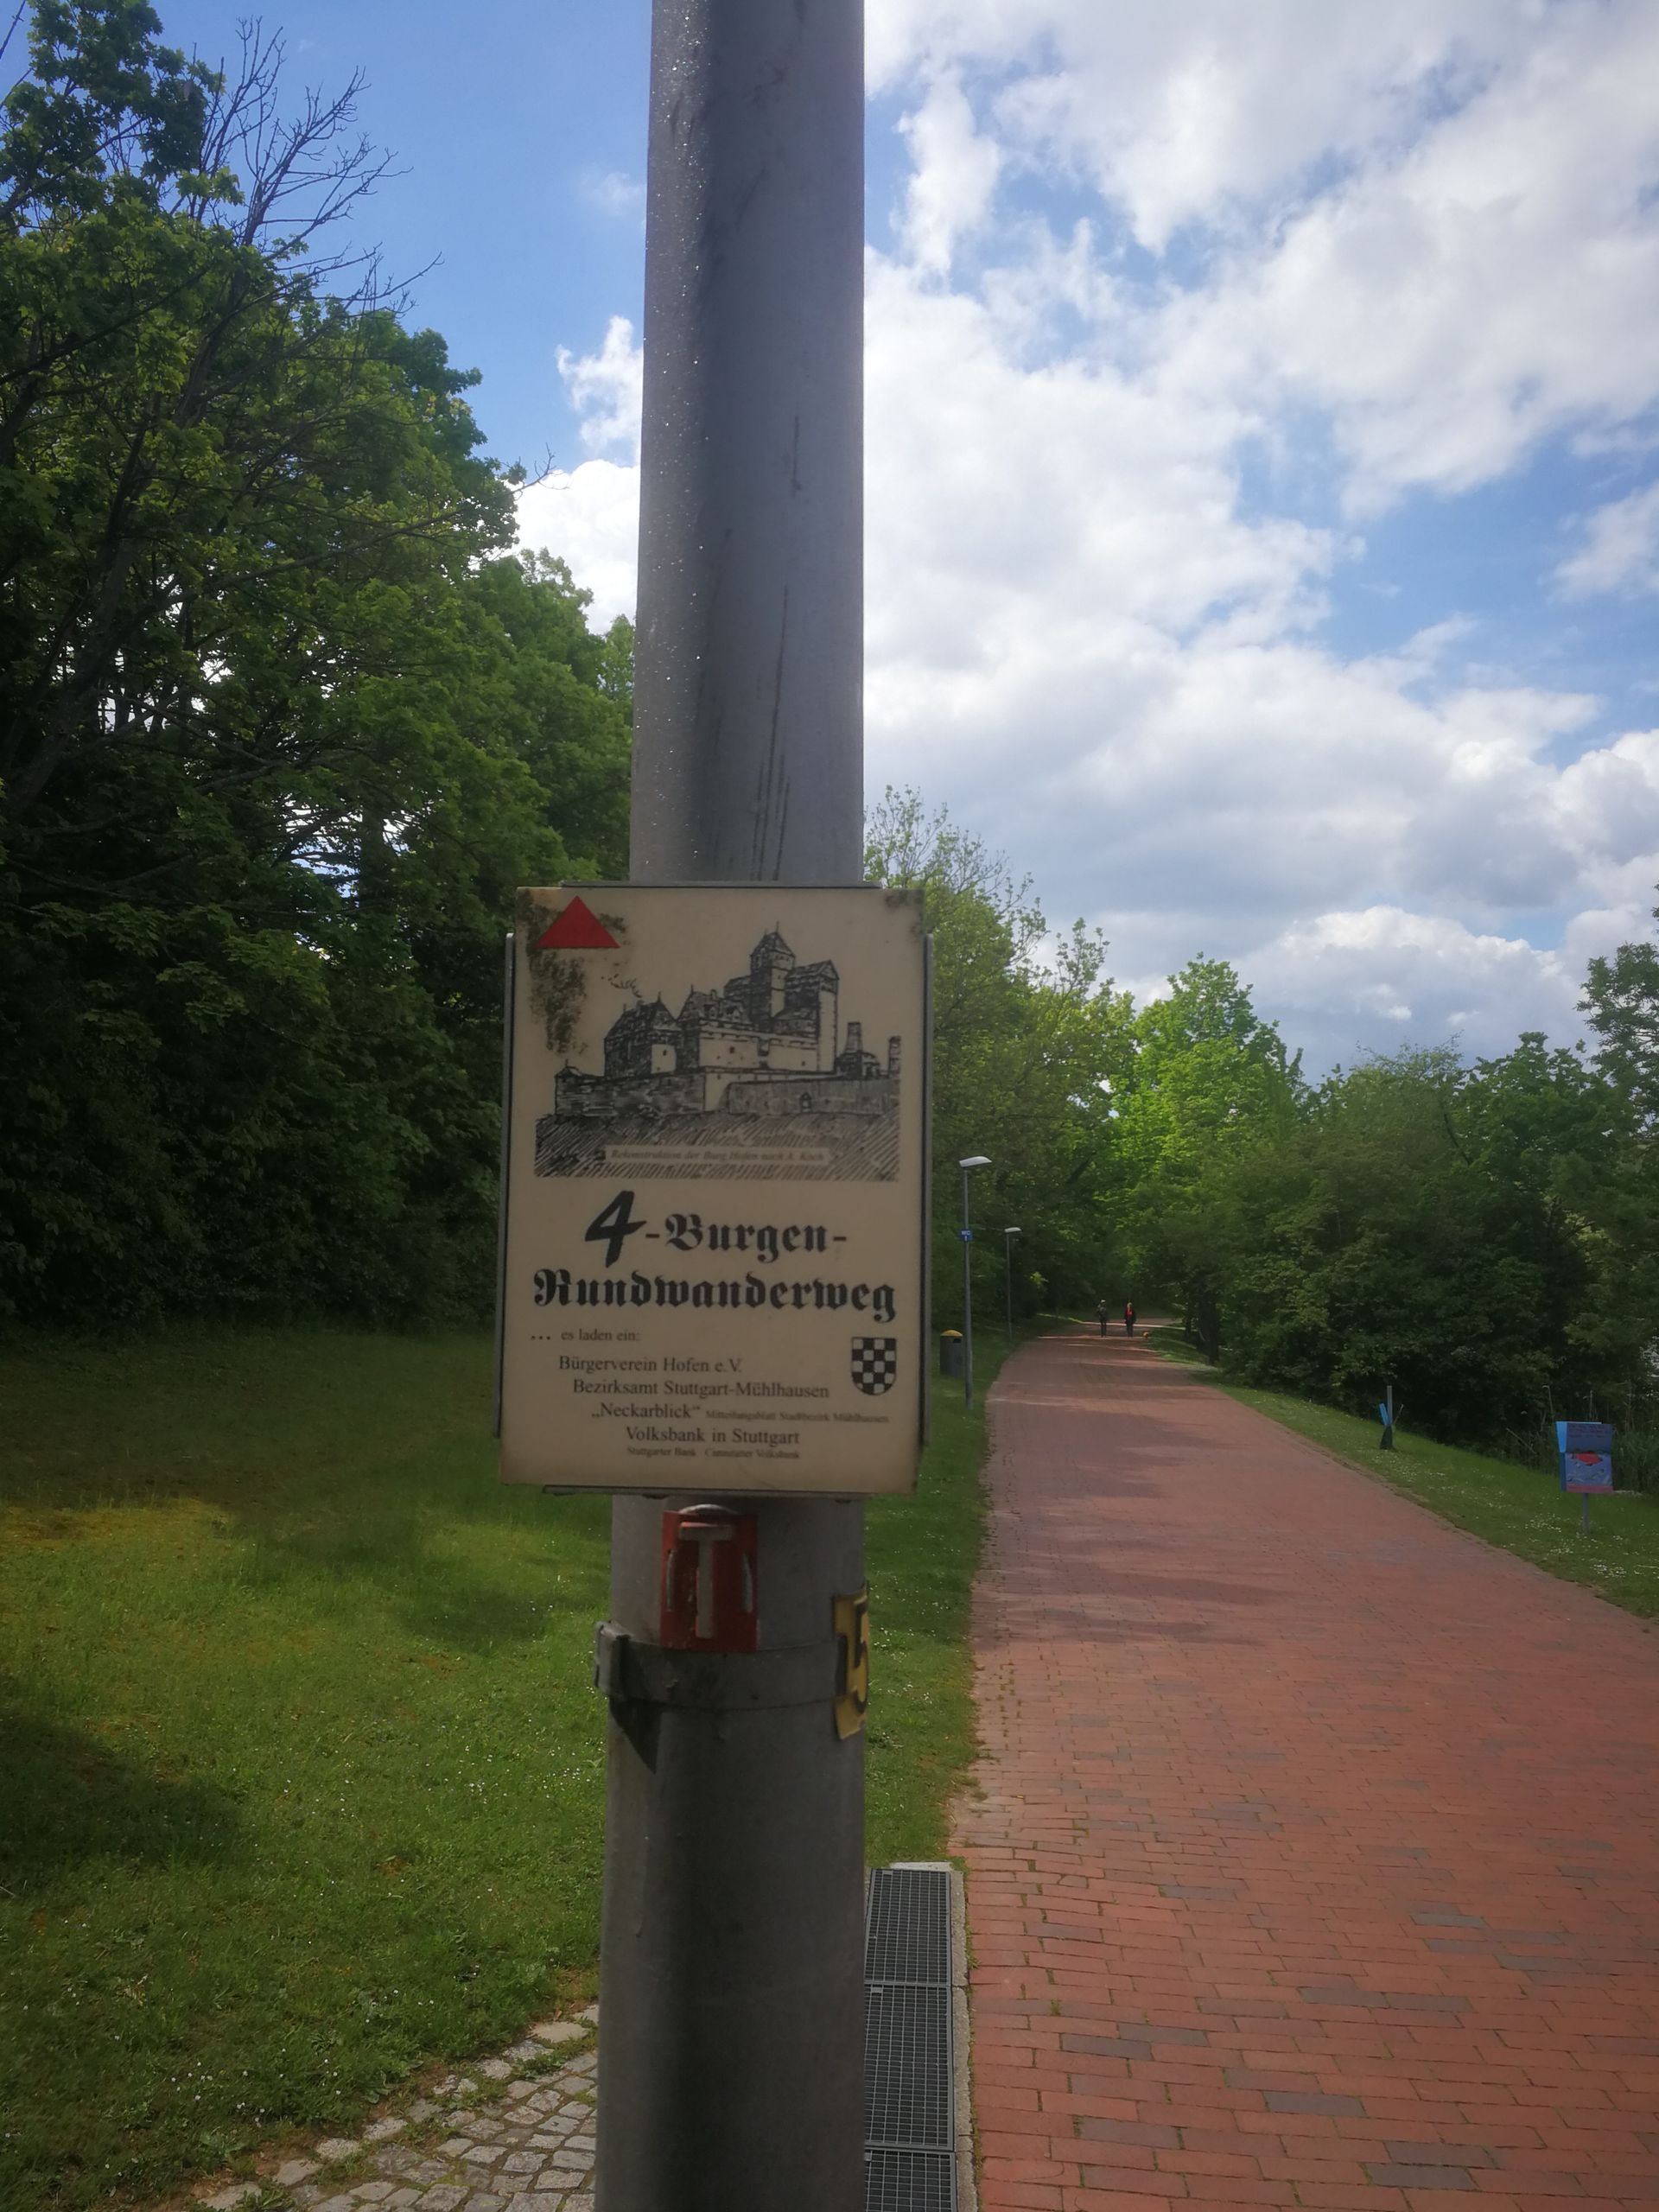 Rekonstruktion der Burg Hofen nach A. Koch
4-Burgen-
Rundwanderweg
... es laden ein:
Bürgerverein Hofen e.V.
Bezirksamt Stuttgart-Mühlhausen
„Neckarblick“ Mitteilungsblatt Stadtbezirk Mühlhausen
Volksbank in Stuttgart
Stuttgarter Bank Cannstatter Volksbank
5